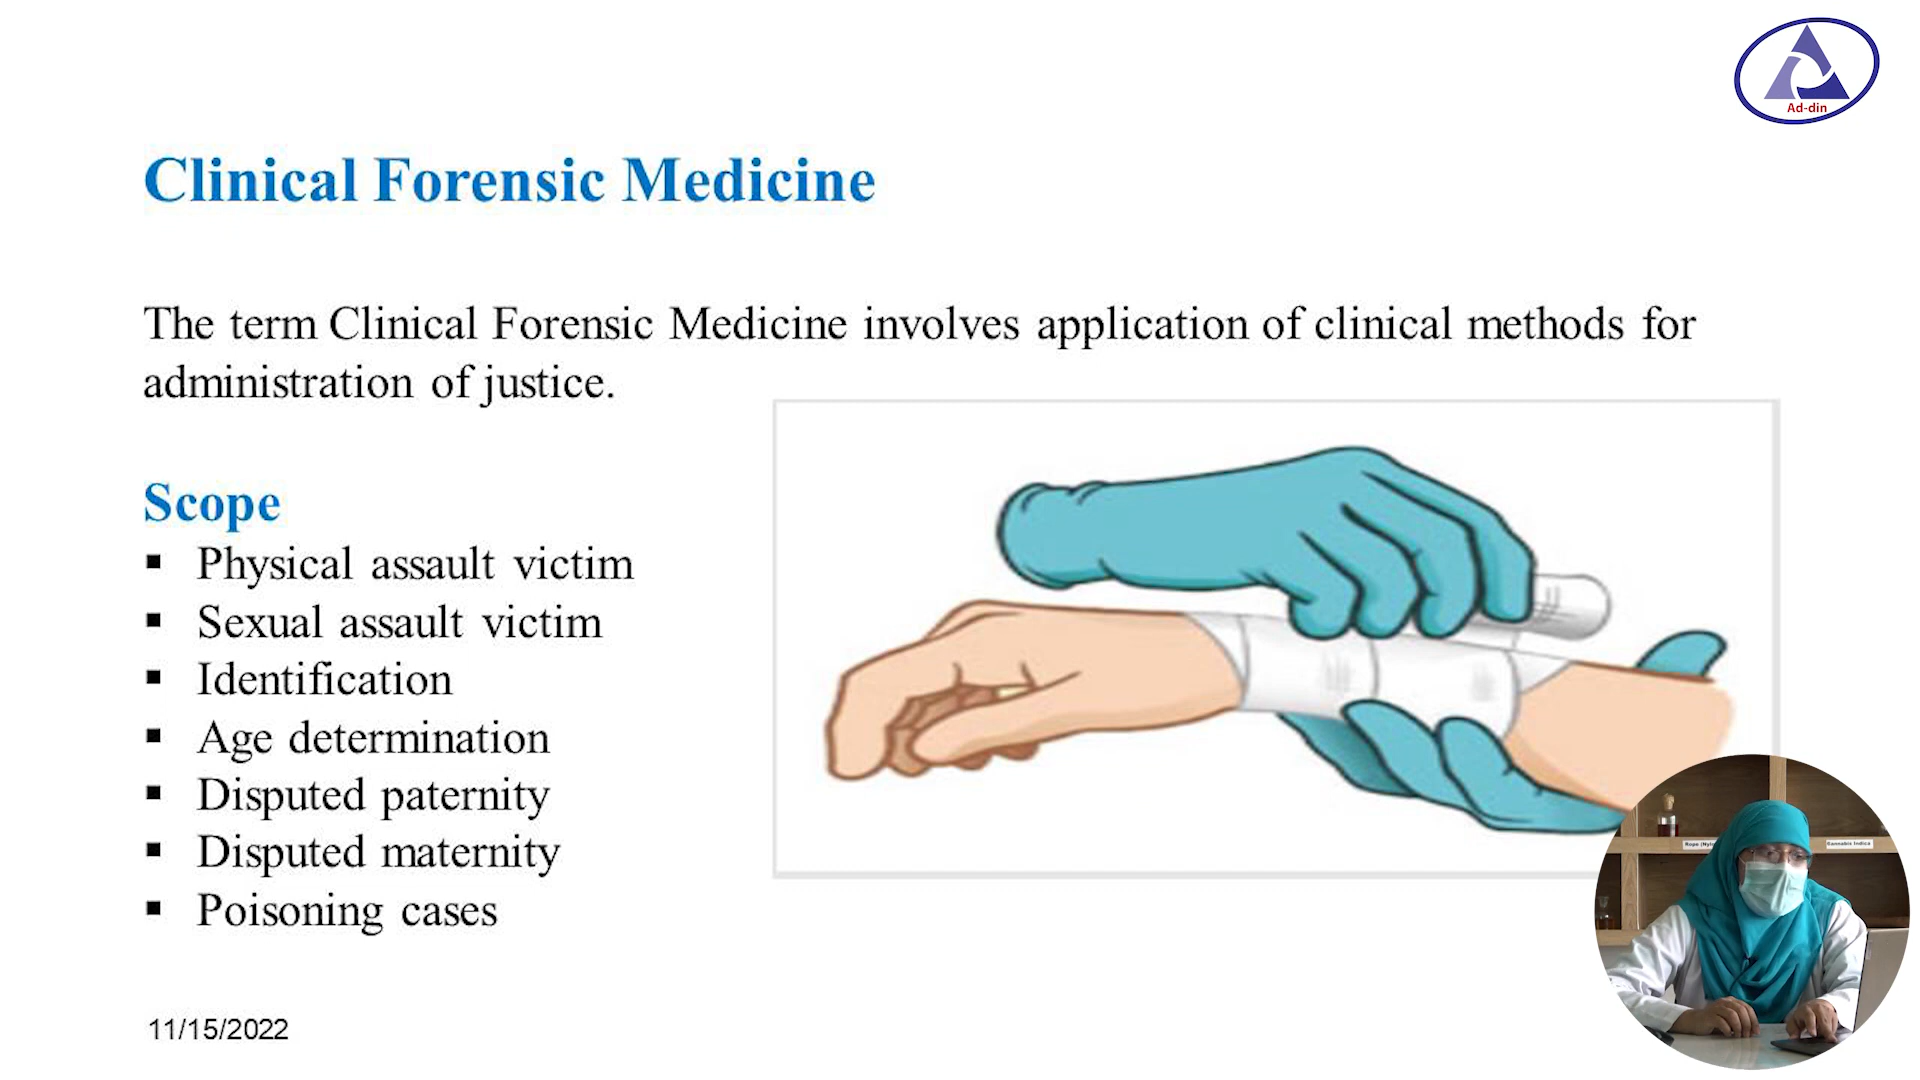 Ad-din
Clinical Forensic Medicine
The term Clinical Forensic Medicine involves application of clinical methods for
administration of justice.
Scope
▪ Physical assault victim
▪ Sexual assault victim
▪ Identification
▪ Age determination
▪ Disputed paternity
▪ Disputed maternity
▪ Poisoning cases
Cannabis Indica
11/15/2022